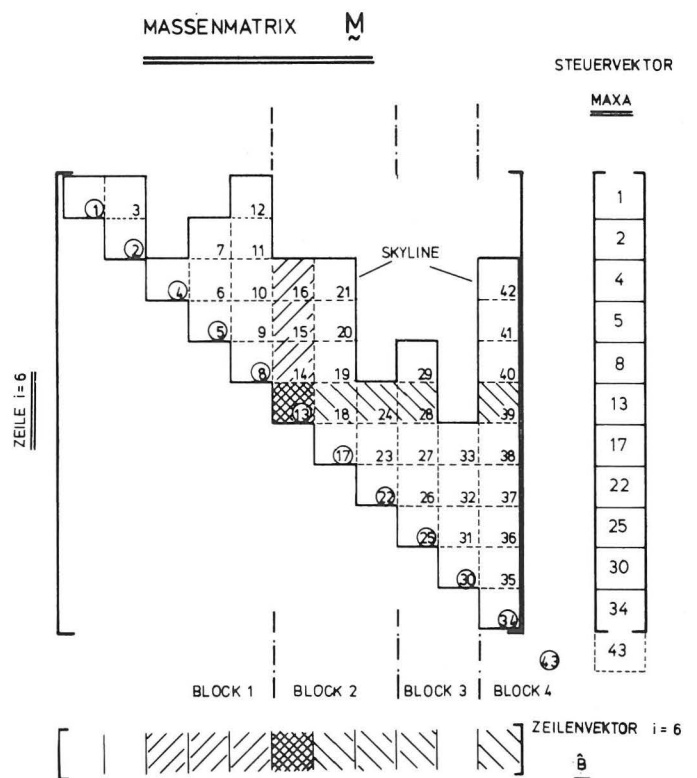 MASSENMATRIX M
STEUERVEKTOR
MAXA
1 3 12 1
2 7 11 2
SKYLINE
4 6 10 16 21 42 4
5 9 15 20 41 5
8 14 19 29 40 8
ZEILE i=6
13 18 24 28 39 13
17 23 27 33 38 17
22 26 32 37 22
25 31 36 25
30 35 30
34 34
43 43
BLOCK 1 BLOCK 2 BLOCK 3 BLOCK 4
ZEILENVEKTOR i=6
B̂